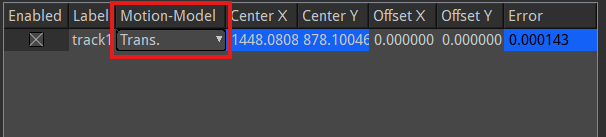 Enabled Label Motion-Model Center X Center Y Offset X Offset Y Error
track1 Trans. 1448.0808 878.10046 0.000000 0.000000 0.000143